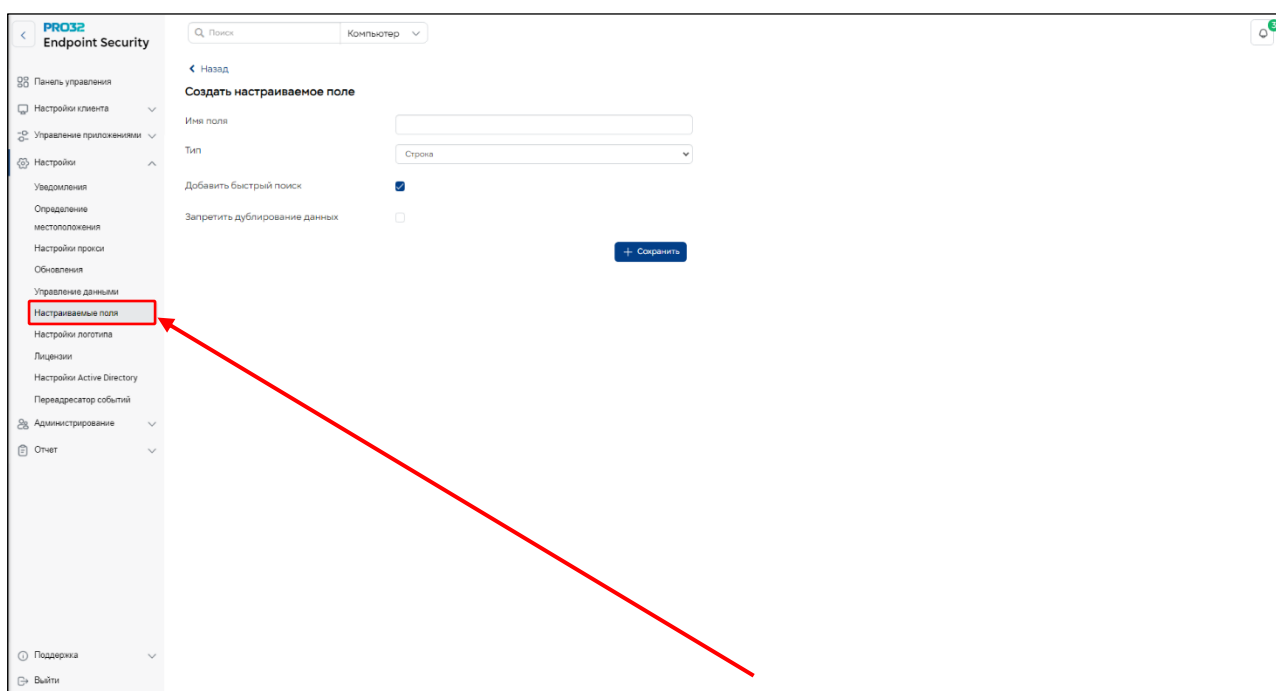 PRO32
Endpoint Security
Поиск
Компьютер
3
Панель управления
Настройки клиента
Управление приложениями
Настройки
Уведомления
Определение
местоположения
Настройки прокси
Обновления
Управление данными
Настраиваемые поля
Настройки логотипа
Лицензии
Настройки Active Directory
Переадресатор событий
Администрирование
Отчет
Поддержка
Выйти
Назад
Создать настраиваемое поле
Имя поля
Тип
Строка
Добавить быстрый поиск
Запретить дублирование данных
+ Сохранить